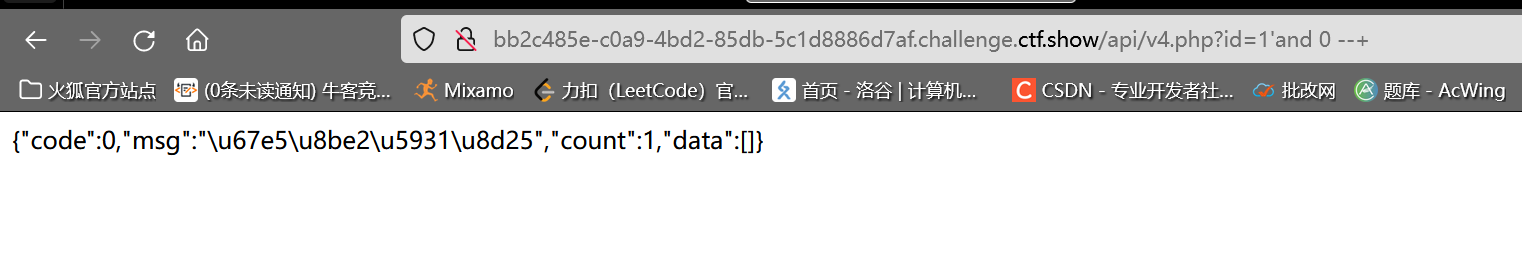 bb2c485e-c0a9-4bd2-85db-5c1d8886d7af.challenge.ctf.show/api/v4.php?id=1'and 0 --+
火狐官方站点 (0条未读通知) 牛客竞... Mixamo 力扣（LeetCode）官... 首页 - 洛谷 | 计算机... C CSDN - 专业开发者社... 批改网 题库 - AcWing
{"code":0,"msg":"\u67e5\u8be2\u5931\u8d25","count":1,"data":[]}